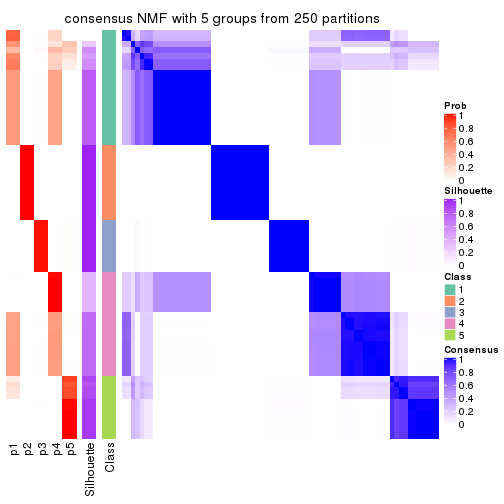 consensus NMF with 5 groups from 250 partitions
Prob
1
0.8
0.6
0.4
0.2
0
Silhouette
1
0.8
0.6
0.4
0.2
0
Class
1
2
3
4
5
Consensus
1
0.8
0.6
0.4
0.2
0
p1
p2
p3
p4
p5
Silhouette
Class